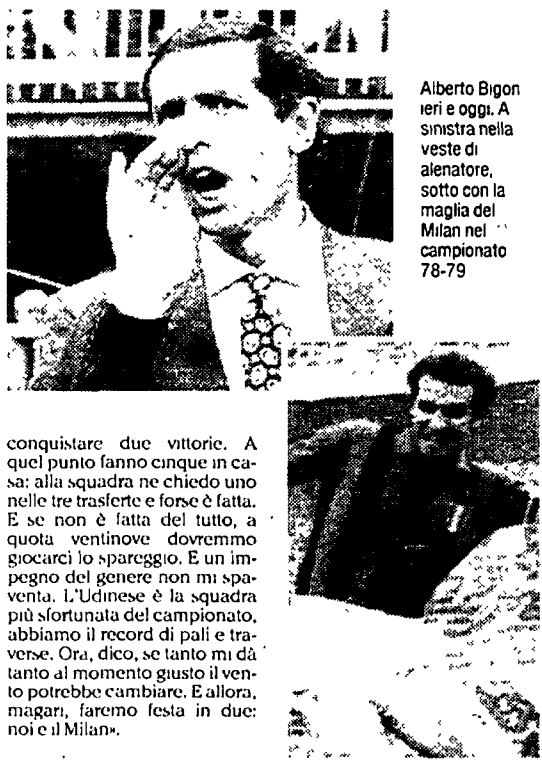 Alberto Bigon
ieri e oggi. A
sinistra nella
veste di
alenatore,
sotto con la
maglia del
Milan nel
campionato
78-79
conquistare due vittorie. A
quel punto fanno cinque in ca-
sa: alla squadra ne chiedo uno
nelle tre trasferte e forse è fatta.
E se non è fatta del tutto, a
quota ventinove dovremmo
giocarci lo spareggio. E un im-
pegno del genere non mi spa-
venta. L'Udinese è la squadra
più sfortunata del campionato,
abbiamo il record di pali e tra-
verse. Ora, dico, se tanto mi dà
tanto al momento giusto il ven-
to potrebbe cambiare. E allora,
magari, faremo festa in due:
noi e il Milan».